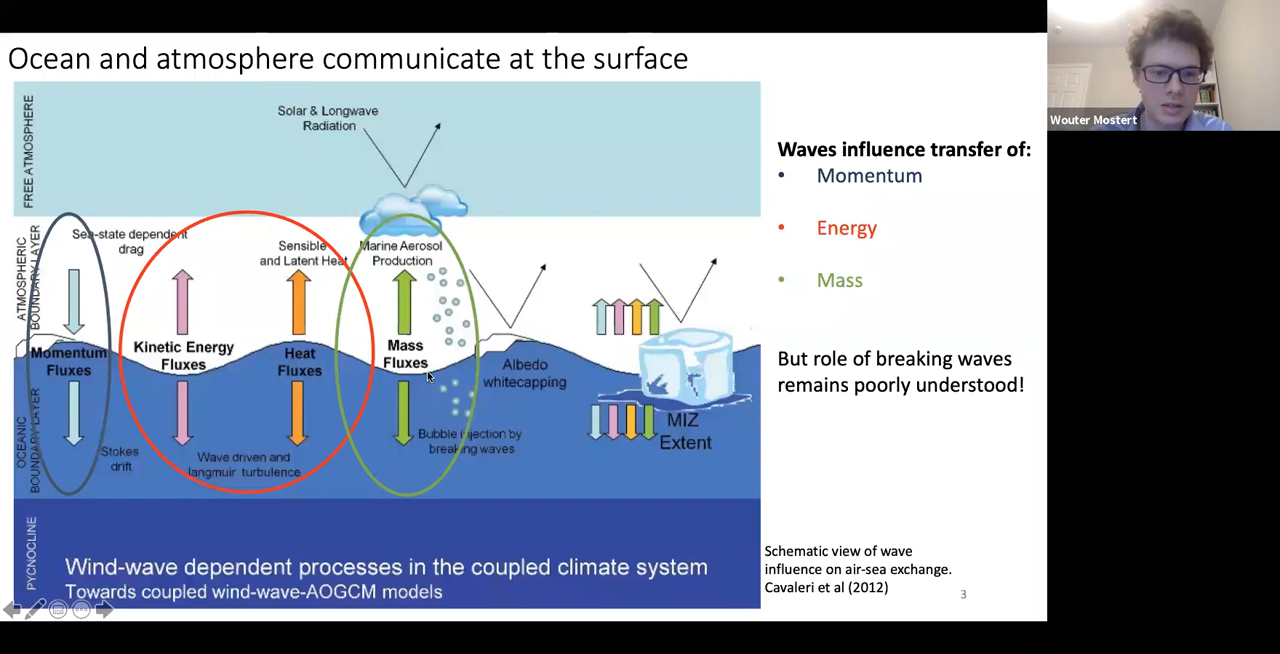 Ocean and atmosphere communicate at the surface
Wouter Mostert
FREE ATMOSPHERE
Solar & Longwave
Radiation
ATMOSPHERIC
BOUNDARY LAYER
Sea-state dependent
drag
Sensible
and Latent Heat
Marine Aerosol
Production
Momentum
Fluxes
Kinetic Energy
Fluxes
Heat
Fluxes
Mass
Fluxes
Albedo
whitecapping
MIZ
Extent
OCEANIC
BOUNDARY LAYER
Stokes
drift
Wave driven and
langmuir turbulence
Bubble injection by
breaking waves
PYCNOCLINE
Wind-wave dependent processes in the coupled climate system
Towards coupled wind-wave-AOGCM models
Waves influence transfer of:
• Momentum
• Energy
• Mass
But role of breaking waves
remains poorly understood!
Schematic view of wave
influence on air-sea exchange.
Cavaleri et al (2012)
3